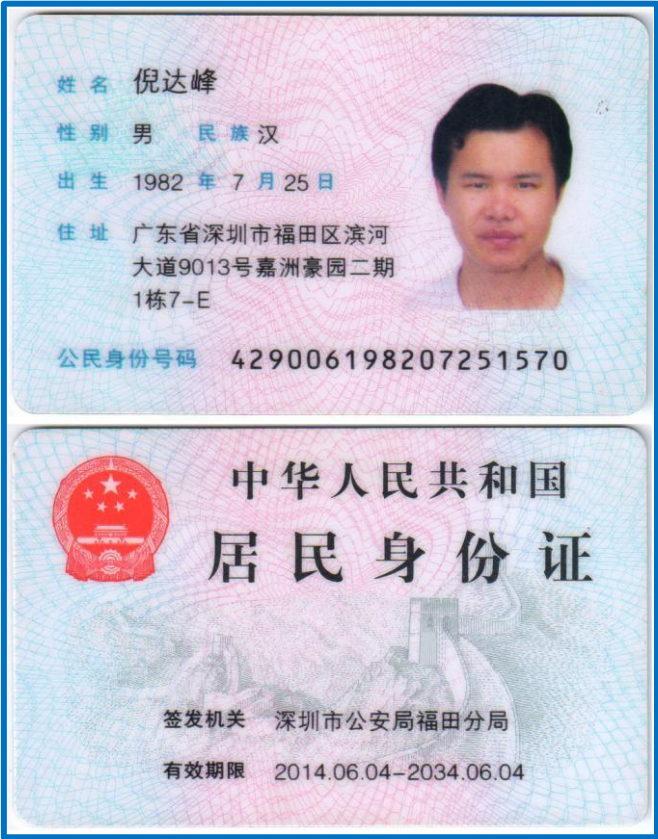 姓名 倪达峰
性别 男 民族 汉
出生 1982 年 7 月 25 日
住址 广东省深圳市福田区滨河
大道9013号嘉洲豪园二期
1栋7-E
公民身份号码 429006198207251570
中华人民共和国
居民身份证
签发机关 深圳市公安局福田分局
有效期限 2014.06.04-2034.06.04